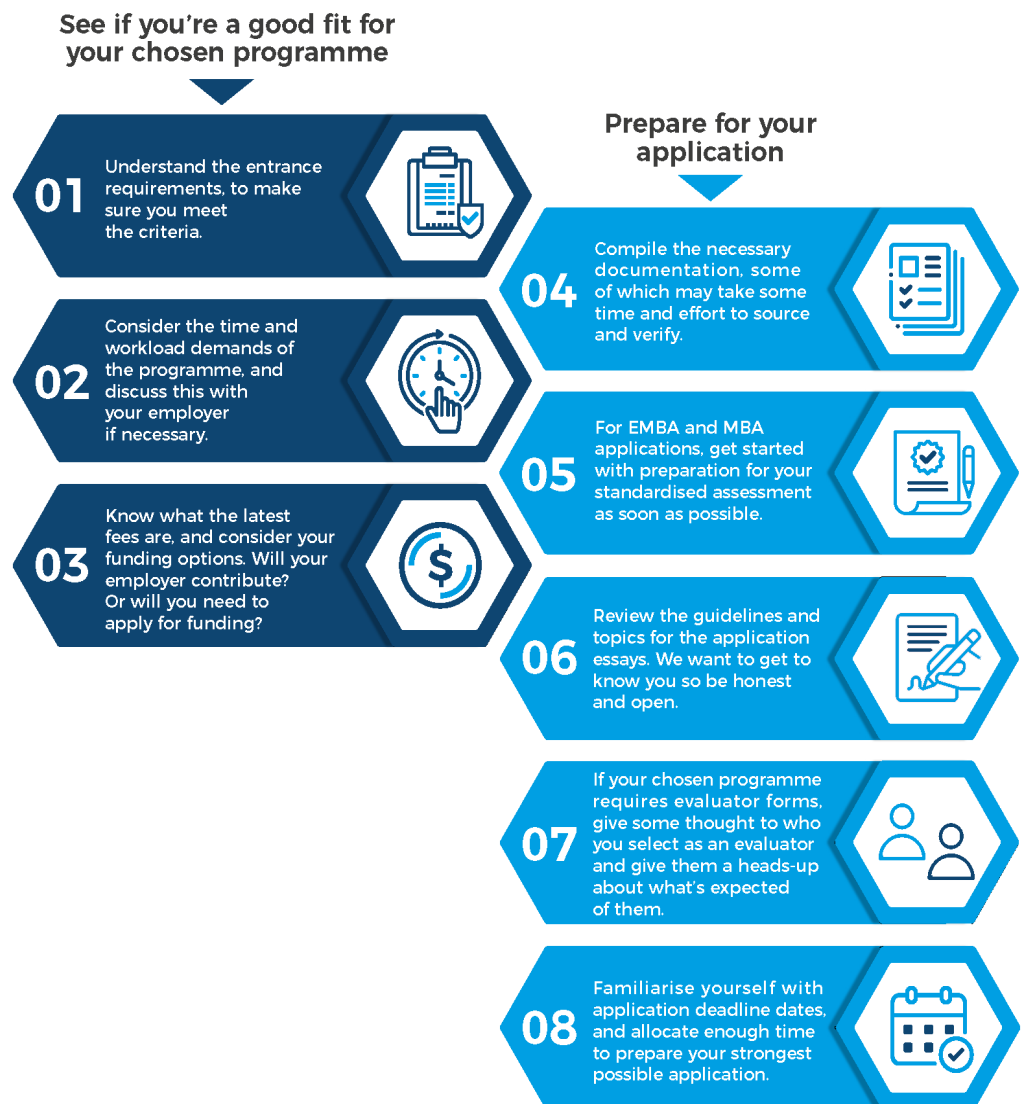 See if you're a good fit for
your chosen programme
01
Understand the entrance
requirements, to make
sure you meet
the criteria.
02
Consider the time and
workload demands of
the programme, and
discuss this with
your employer
if necessary.
03
Know what the latest
fees are, and consider your
funding options. Will your
employer contribute?
Or will you need to
apply for funding?
$
Prepare for your
application
04
Compile the necessary
documentation, some
of which may take some
time and effort to source
and verify.
05
For EMBA and MBA
applications, get started
with preparation for your
standardised assessment
as soon as possible.
06
Review the guidelines and
topics for the application
essays. We want to get to
know you so be honest
and open.
07
If your chosen programme
requires evaluator forms,
give some thought to who
you select as an evaluator
and give them a heads-up
about what's expected
of them.
08
Familiarise yourself with
application deadline dates,
and allocate enough time
to prepare your strongest
possible application.